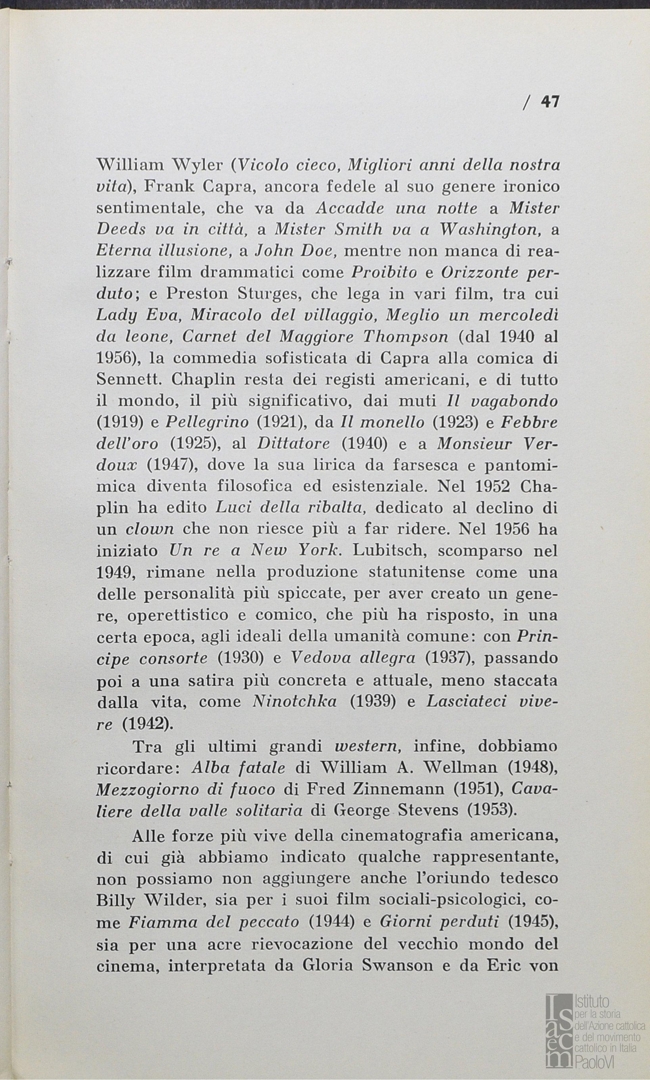 / 47
William Wyler (Vicolo cieco, Migliori anni della nostra
vita), Frank Capra, ancora fedele al suo genere ironico
sentimentale, che va da Accadde una notte a Mister
Deeds va in città, a Mister Smith va a Washington, a
Eterna illusione, a John Doe, mentre non manca di rea-
lizzare film drammatici come Proibito e Orizzonte per-
duto; e Preston Sturges, che lega in vari film, tra cui
Lady Eva, Miracolo del villaggio, Meglio un mercoledì
da leone, Carnet del Maggiore Thompson (dal 1940 al
1956), la commedia sofisticata di Capra alla comica di
Sennett. Chaplin resta dei registi americani, e di tutto
il mondo, il più significativo, dai muti Il vagabondo
(1919) e Pellegrino (1921), da Il monello (1923) e Febbre
dell'oro (1925), al Dittatore (1940) e a Monsieur Ver-
doux (1947), dove la sua lirica da farsesca e pantomi-
mica diventa filosofica ed esistenziale. Nel 1952 Cha-
plin ha edito Luci della ribalta, dedicato al declino di
un clown che non riesce più a far ridere. Nel 1956 ha
iniziato Un re a New York. Lubitsch, scomparso nel
1949, rimane nella produzione statunitense come una
delle personalità più spiccate, per aver creato un gene-
re, operettistico e comico, che più ha risposto, in una
certa epoca, agli ideali della umanità comune: con Prin-
cipe consorte (1930) e Vedova allegra (1937), passando
poi a una satira più concreta e attuale, meno staccata
dalla vita, come Ninotchka (1939) e Lasciateci vive-
re (1942).
Tra gli ultimi grandi western, infine, dobbiamo
ricordare: Alba fatale di William A. Wellman (1948),
Mezzogiorno di fuoco di Fred Zinnemann (1951), Cava-
liere della valle solitaria di George Stevens (1953).
Alle forze più vive della cinematografia americana,
di cui già abbiamo indicato qualche rappresentante,
non possiamo non aggiungere anche l'oriundo tedesco
Billy Wilder, sia per i suoi film sociali-psicologici, co-
me Fiamma del peccato (1944) e Giorni perduti (1945),
sia per una acre rievocazione del vecchio mondo del
cinema, interpretata da Gloria Swanson e da Eric von
Isacem
Istituto
per la storia
dell'Azione cattolica
e del movimento
cattolico in Italia
PaoloVI